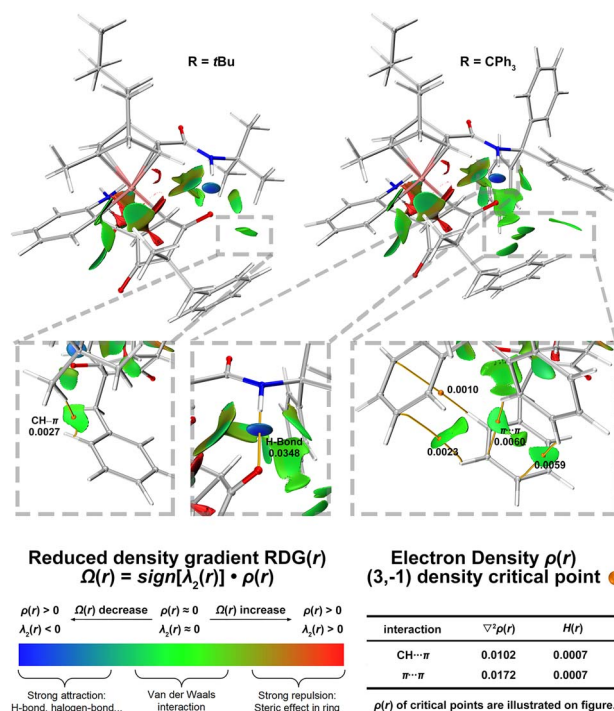 R = tBu
R = CPh₃
CH···π
0.0027
H-Bond
0.0348
0.0010
π···π
0.0060
0.0023
0.0059
Reduced density gradient RDG(r)
Ω(r) = sign[λ₂(r)] • ρ(r)
ρ(r) > 0
Ω(r) decrease
ρ(r) ≈ 0
Ω(r) increase
ρ(r) > 0
λ₂(r) < 0
λ₂(r) ≈ 0
λ₂(r) > 0
Strong attraction:
H-bond, halogen-bond...
Van der Waals
interaction
Strong repulsion:
Steric effect in ring
Electron Density ρ(r)
(3,-1) density critical point
interaction ▽²ρ(r) H(r)
CH···π 0.0102 0.0007
π···π 0.0172 0.0007
ρ(r) of critical points are illustrated on figure